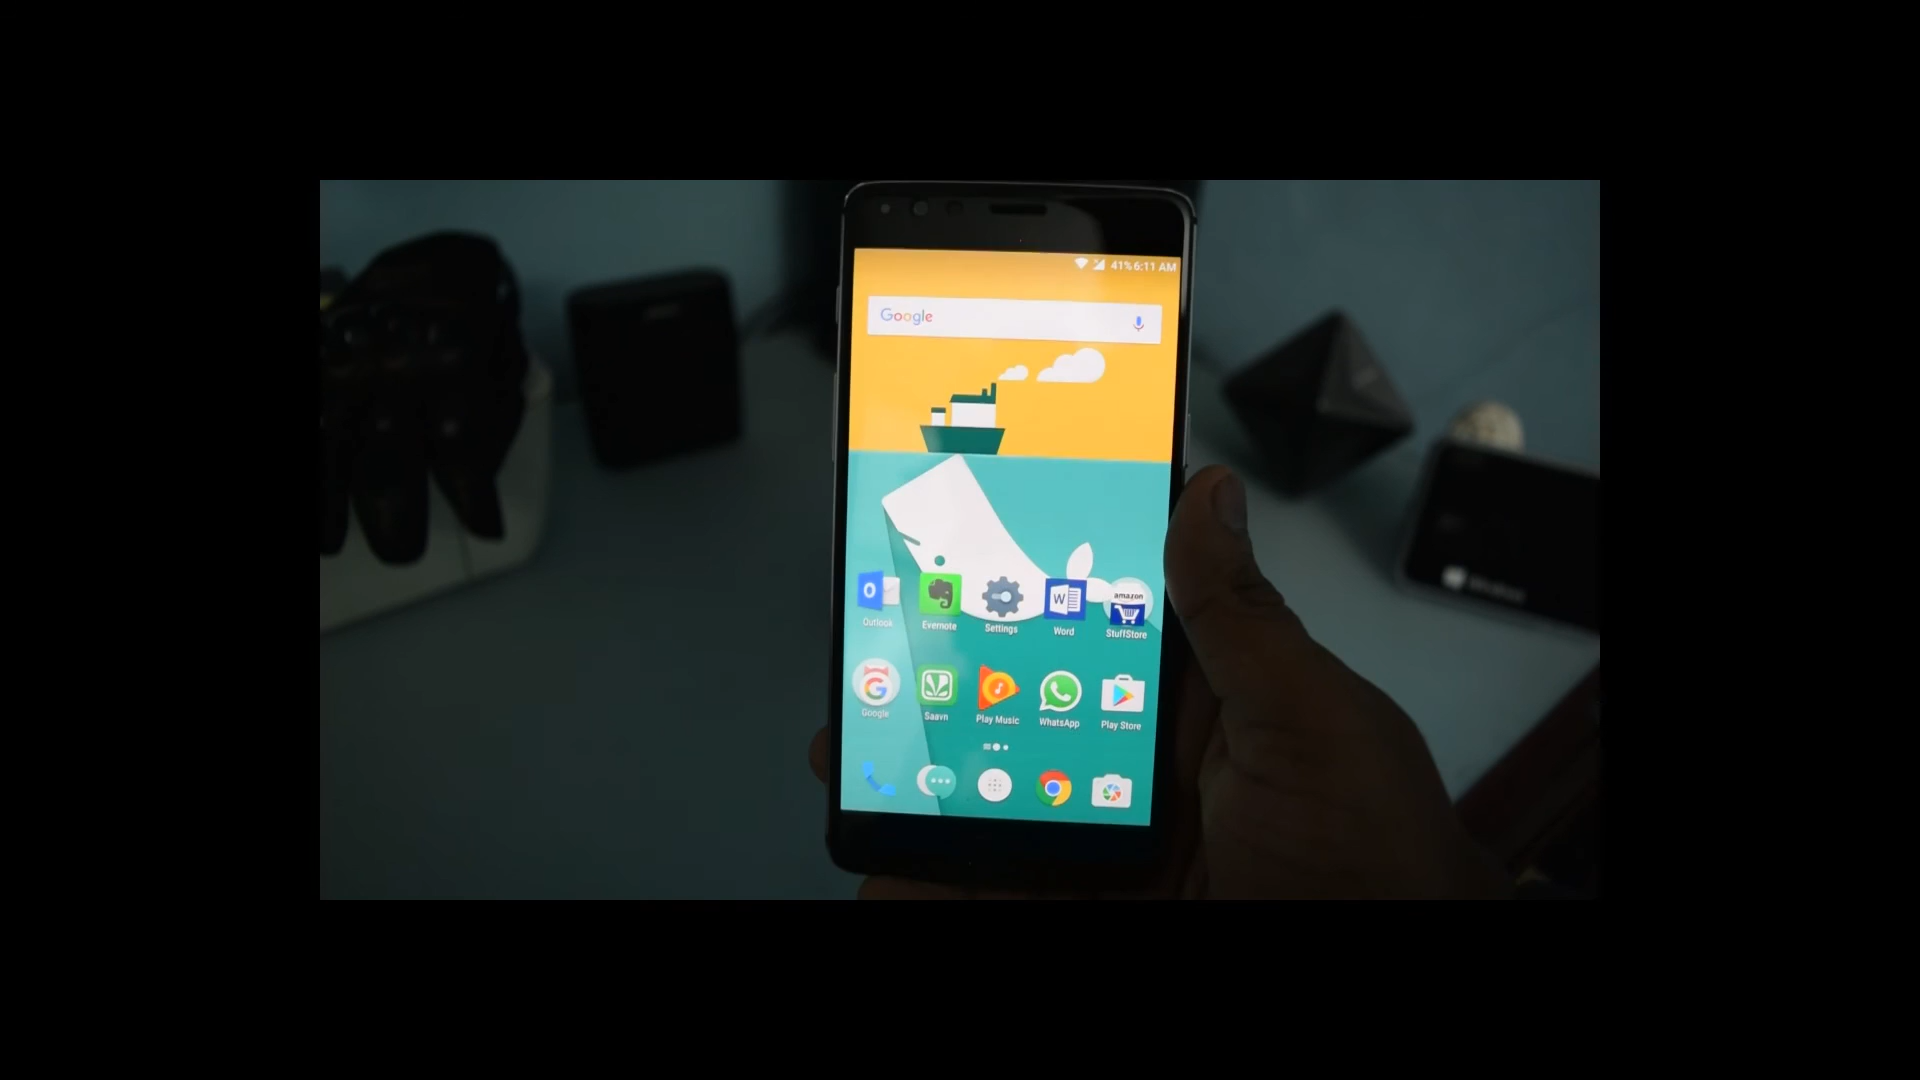 41% 6:11 AM
Google
Outlook
Evernote
Settings
W
Word
amazon
StuffStore
Google
Saavn
Play Music
WhatsApp
Play Store